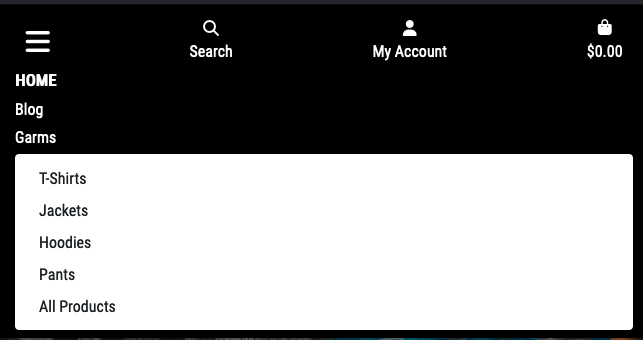 Search
My Account
$0.00
HOME
Blog
Garms
T-Shirts
Jackets
Hoodies
Pants
All Products